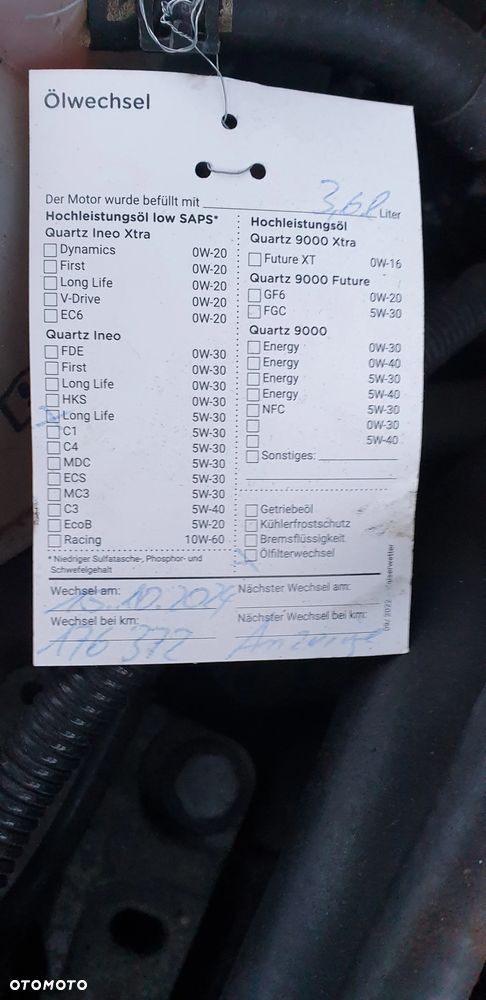 Ölwechsel
Der Motor wurde befüllt mit 3,6l Liter
Hochleistungsöl low SAPS*
Quartz Ineo Xtra
Dynamics 0W-20
First 0W-20
Long Life 0W-20
V-Drive 0W-20
EC6 0W-20
Quartz Ineo
FDE 0W-30
First 0W-30
Long Life 0W-30
HKS 0W-30
Long Life 5W-30
C1 5W-30
C4 5W-30
MDC 5W-30
ECS 5W-30
MC3 5W-30
C3 5W-40
EcoB 5W-20
Racing 10W-60
* Niedriger Sulfatasche-, Phosphor- und
Schwefelgehalt
Hochleistungsöl
Quartz 9000 Xtra
Future XT 0W-16
Quartz 9000 Future
GF6 0W-20
FGC 5W-30
Quartz 9000
Energy 0W-30
Energy 0W-40
Energy 5W-30
Energy 5W-40
NFC 5W-30
0W-30
5W-40
Sonstiges:
Getriebeöl
Kühlerfrostschutz
Bremsflüssigkeit
Ölfilterwechsel
Wechsel am: .10.2024
Nächster Wechsel am:
Wechsel bei km: 176 372
Nächster Wechsel bei km: Anzeige
09/ 2022
OTOMOTO